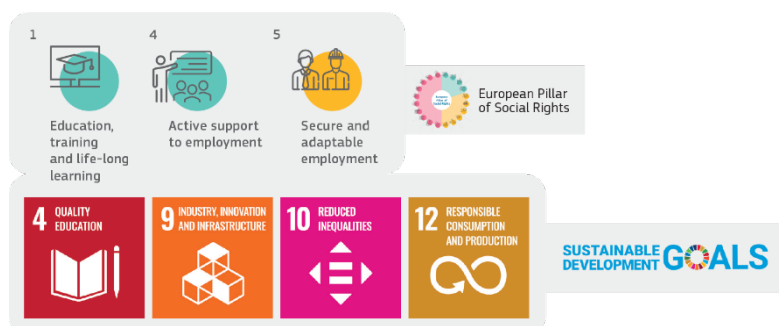 1
Education,
training
and life-long
learning
4
Active support
to employment
5
Secure and
adaptable
employment
European Pillar
of Social Rights
4 QUALITY
EDUCATION
9 INDUSTRY, INNOVATION
AND INFRASTRUCTURE
10 REDUCED
INEQUALITIES
12 RESPONSIBLE
CONSUMPTION
AND PRODUCTION
SUSTAINABLE
DEVELOPMENT
GOALS